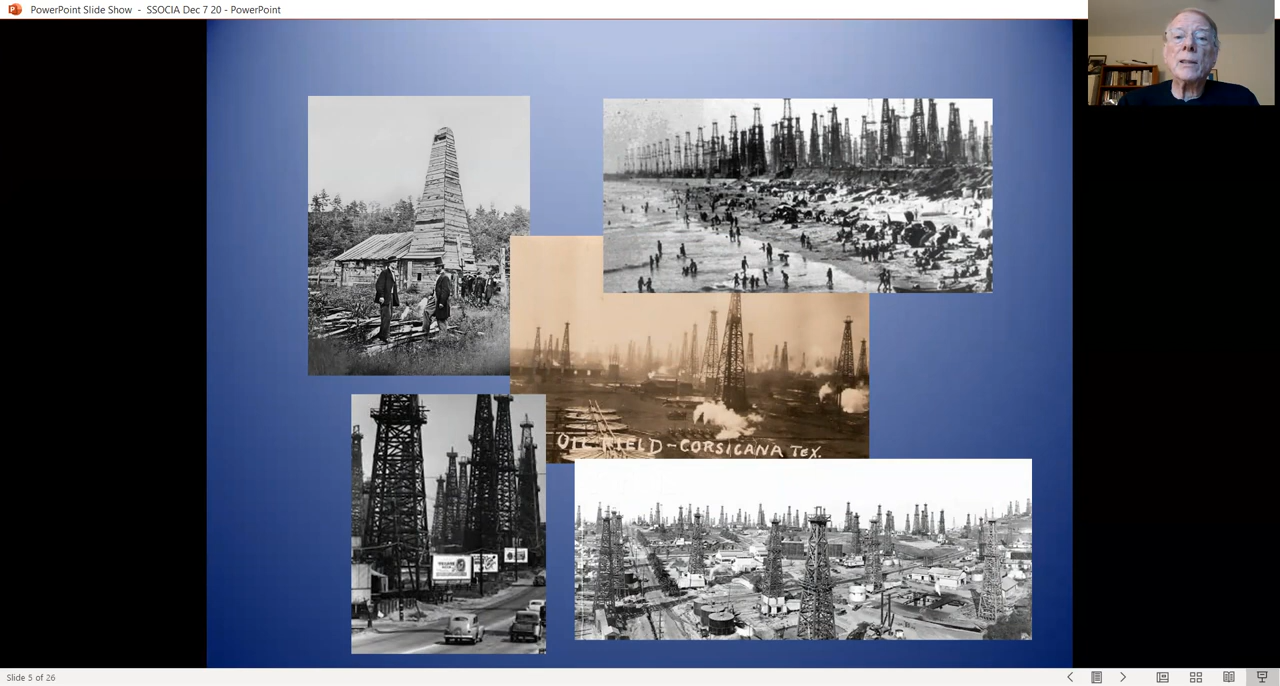 PowerPoint Slide Show - SSOCIA Dec 7 20 - PowerPoint
OIL FIELD - CORSICANA TEX.
Slide 5 of 26